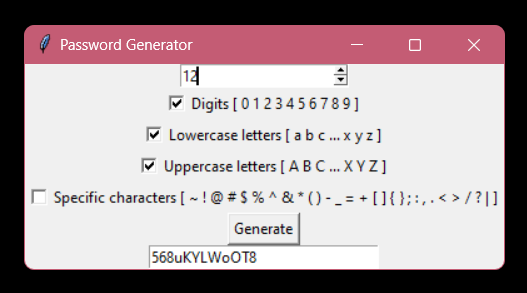 Password Generator
12
Digits [ 0 1 2 3 4 5 6 7 8 9 ]
Lowercase letters [ a b c ... x y z ]
Uppercase letters [ A B C ... X Y Z ]
Specific characters [ ~ ! @ # $ % ^ & * ( ) - _ = + [ ] { } ; : , . < > / ? | ]
Generate
568uKYLWoOT8